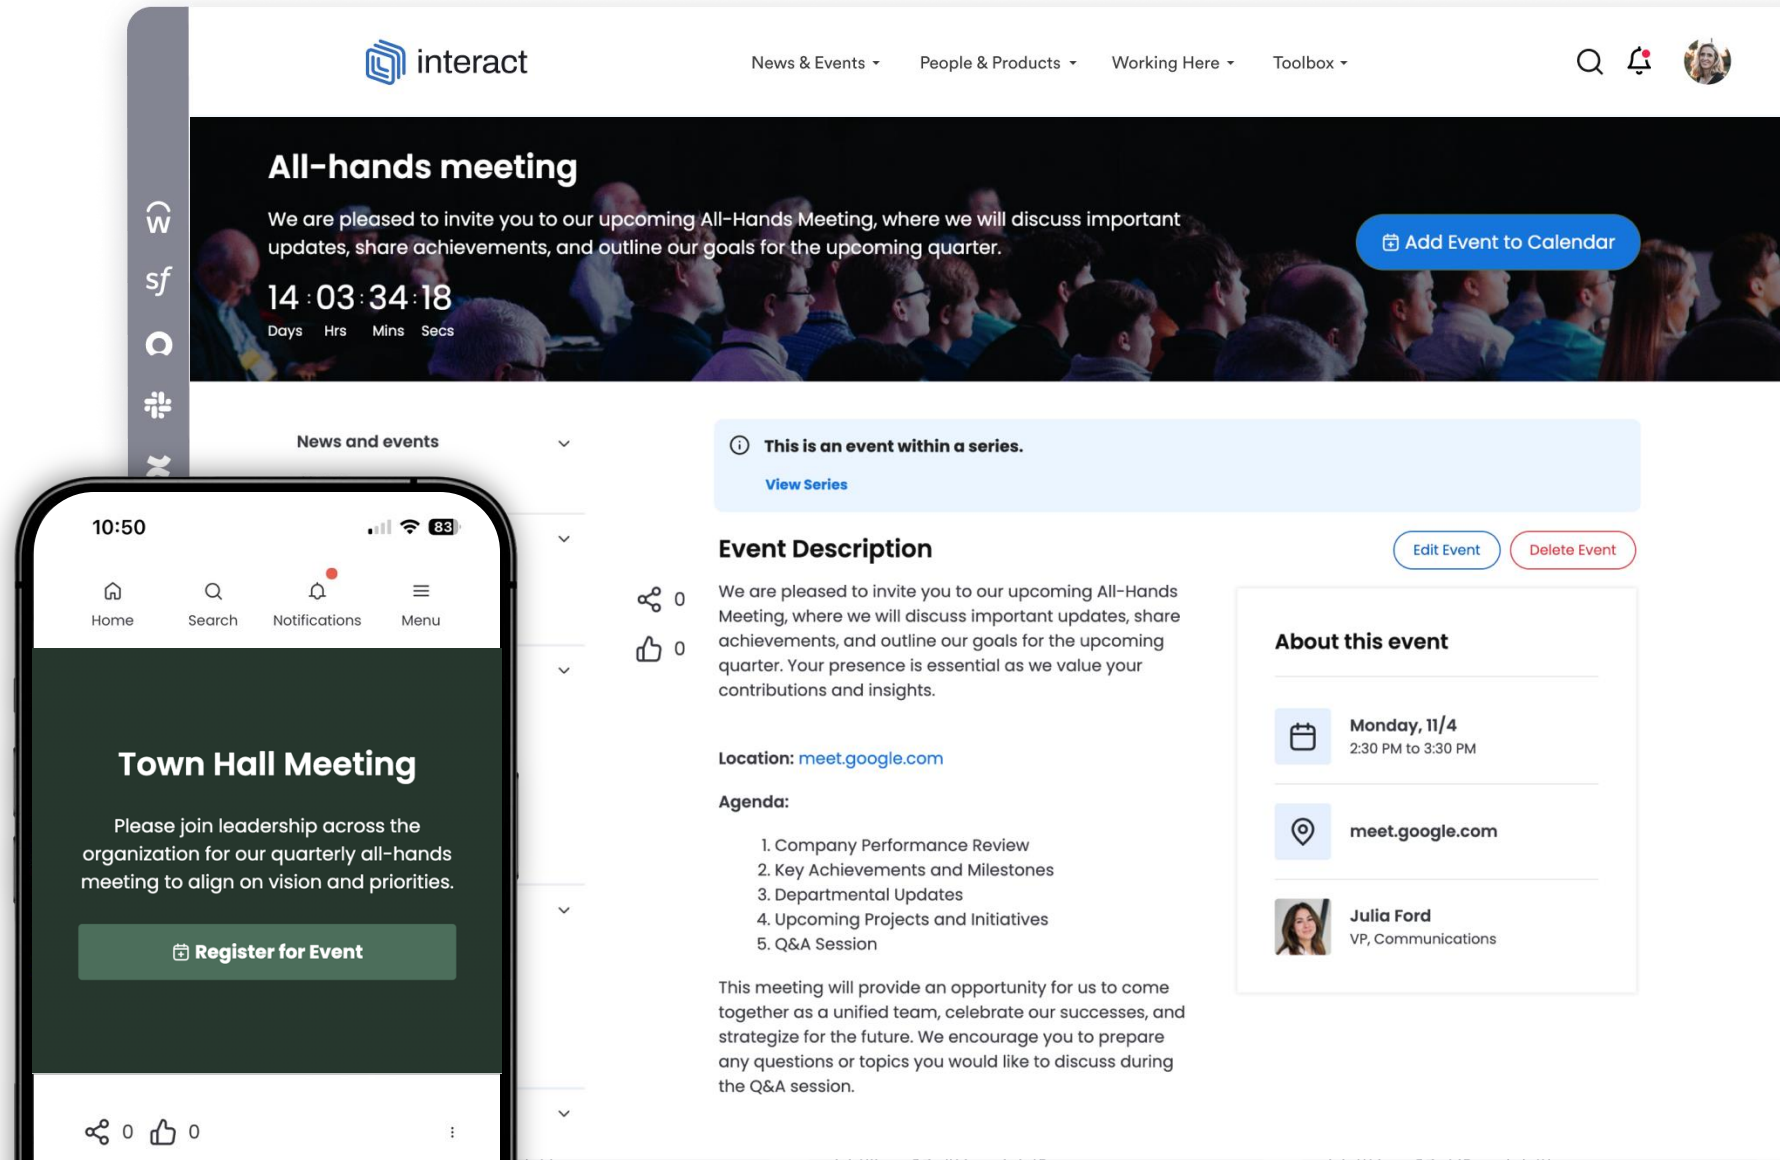 interact
News & Events
People & Products
Working Here
Toolbox
All-hands meeting
We are pleased to invite you to our upcoming All-Hands Meeting, where we will discuss important
updates, share achievements, and outline our goals for the upcoming quarter.
14 : 03 : 34 : 18
Days Hrs Mins Secs
Add Event to Calendar
W
sf
News and events
This is an event within a series.
View Series
Event Description
Edit Event
Delete Event
0
0
We are pleased to invite you to our upcoming All-Hands
Meeting, where we will discuss important updates, share
achievements, and outline our goals for the upcoming
quarter. Your presence is essential as we value your
contributions and insights.
Location: meet.google.com
Agenda:
1. Company Performance Review
2. Key Achievements and Milestones
3. Departmental Updates
4. Upcoming Projects and Initiatives
5. Q&A Session
This meeting will provide an opportunity for us to come
together as a unified team, celebrate our successes, and
strategize for the future. We encourage you to prepare
any questions or topics you would like to discuss during
the Q&A session.
About this event
Monday, 11/4
2:30 PM to 3:30 PM
meet.google.com
Julia Ford
VP, Communications
10:50
83
Home
Search
Notifications
Menu
Town Hall Meeting
Please join leadership across the
organization for our quarterly all-hands
meeting to align on vision and priorities.
Register for Event
0
0